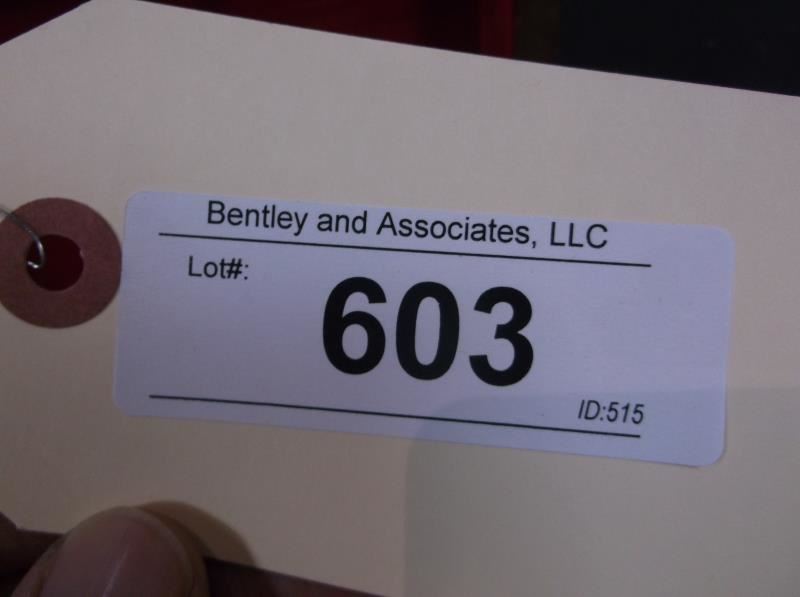 Bentley and Associates, LLC
Lot#:
603
ID:515